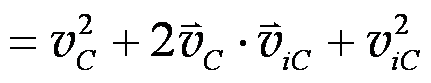 $= v_C^2 + 2\vec{v}_C \cdot \vec{v}_{iC} + v_{iC}^2$